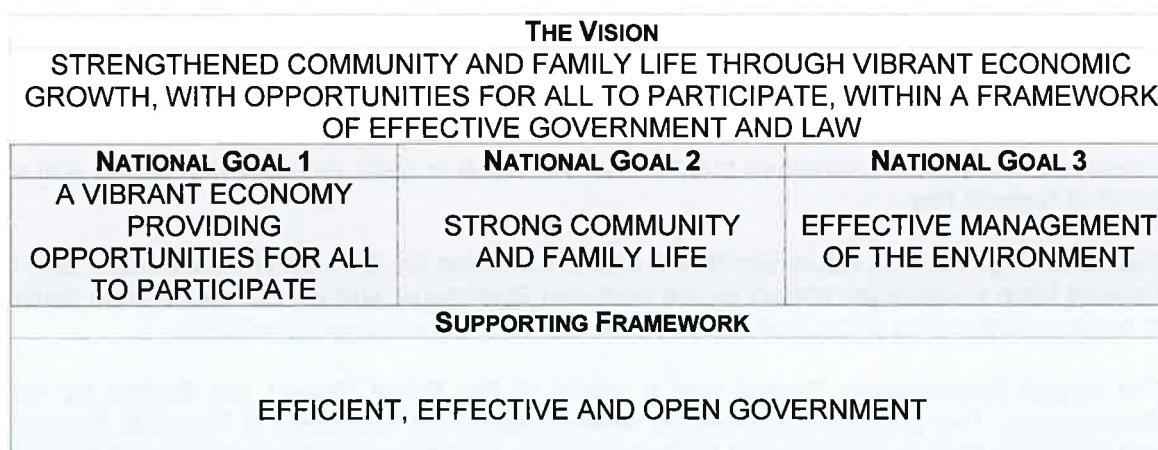 THE VISION
STRENGTHENED COMMUNITY AND FAMILY LIFE THROUGH VIBRANT ECONOMIC
GROWTH, WITH OPPORTUNITIES FOR ALL TO PARTICIPATE, WITHIN A FRAMEWORK
OF EFFECTIVE GOVERNMENT AND LAW
NATIONAL GOAL 1
A VIBRANT ECONOMY
PROVIDING
OPPORTUNITIES FOR ALL
TO PARTICIPATE
NATIONAL GOAL 2
STRONG COMMUNITY
AND FAMILY LIFE
NATIONAL GOAL 3
EFFECTIVE MANAGEMENT
OF THE ENVIRONMENT
SUPPORTING FRAMEWORK
EFFICIENT, EFFECTIVE AND OPEN GOVERNMENT